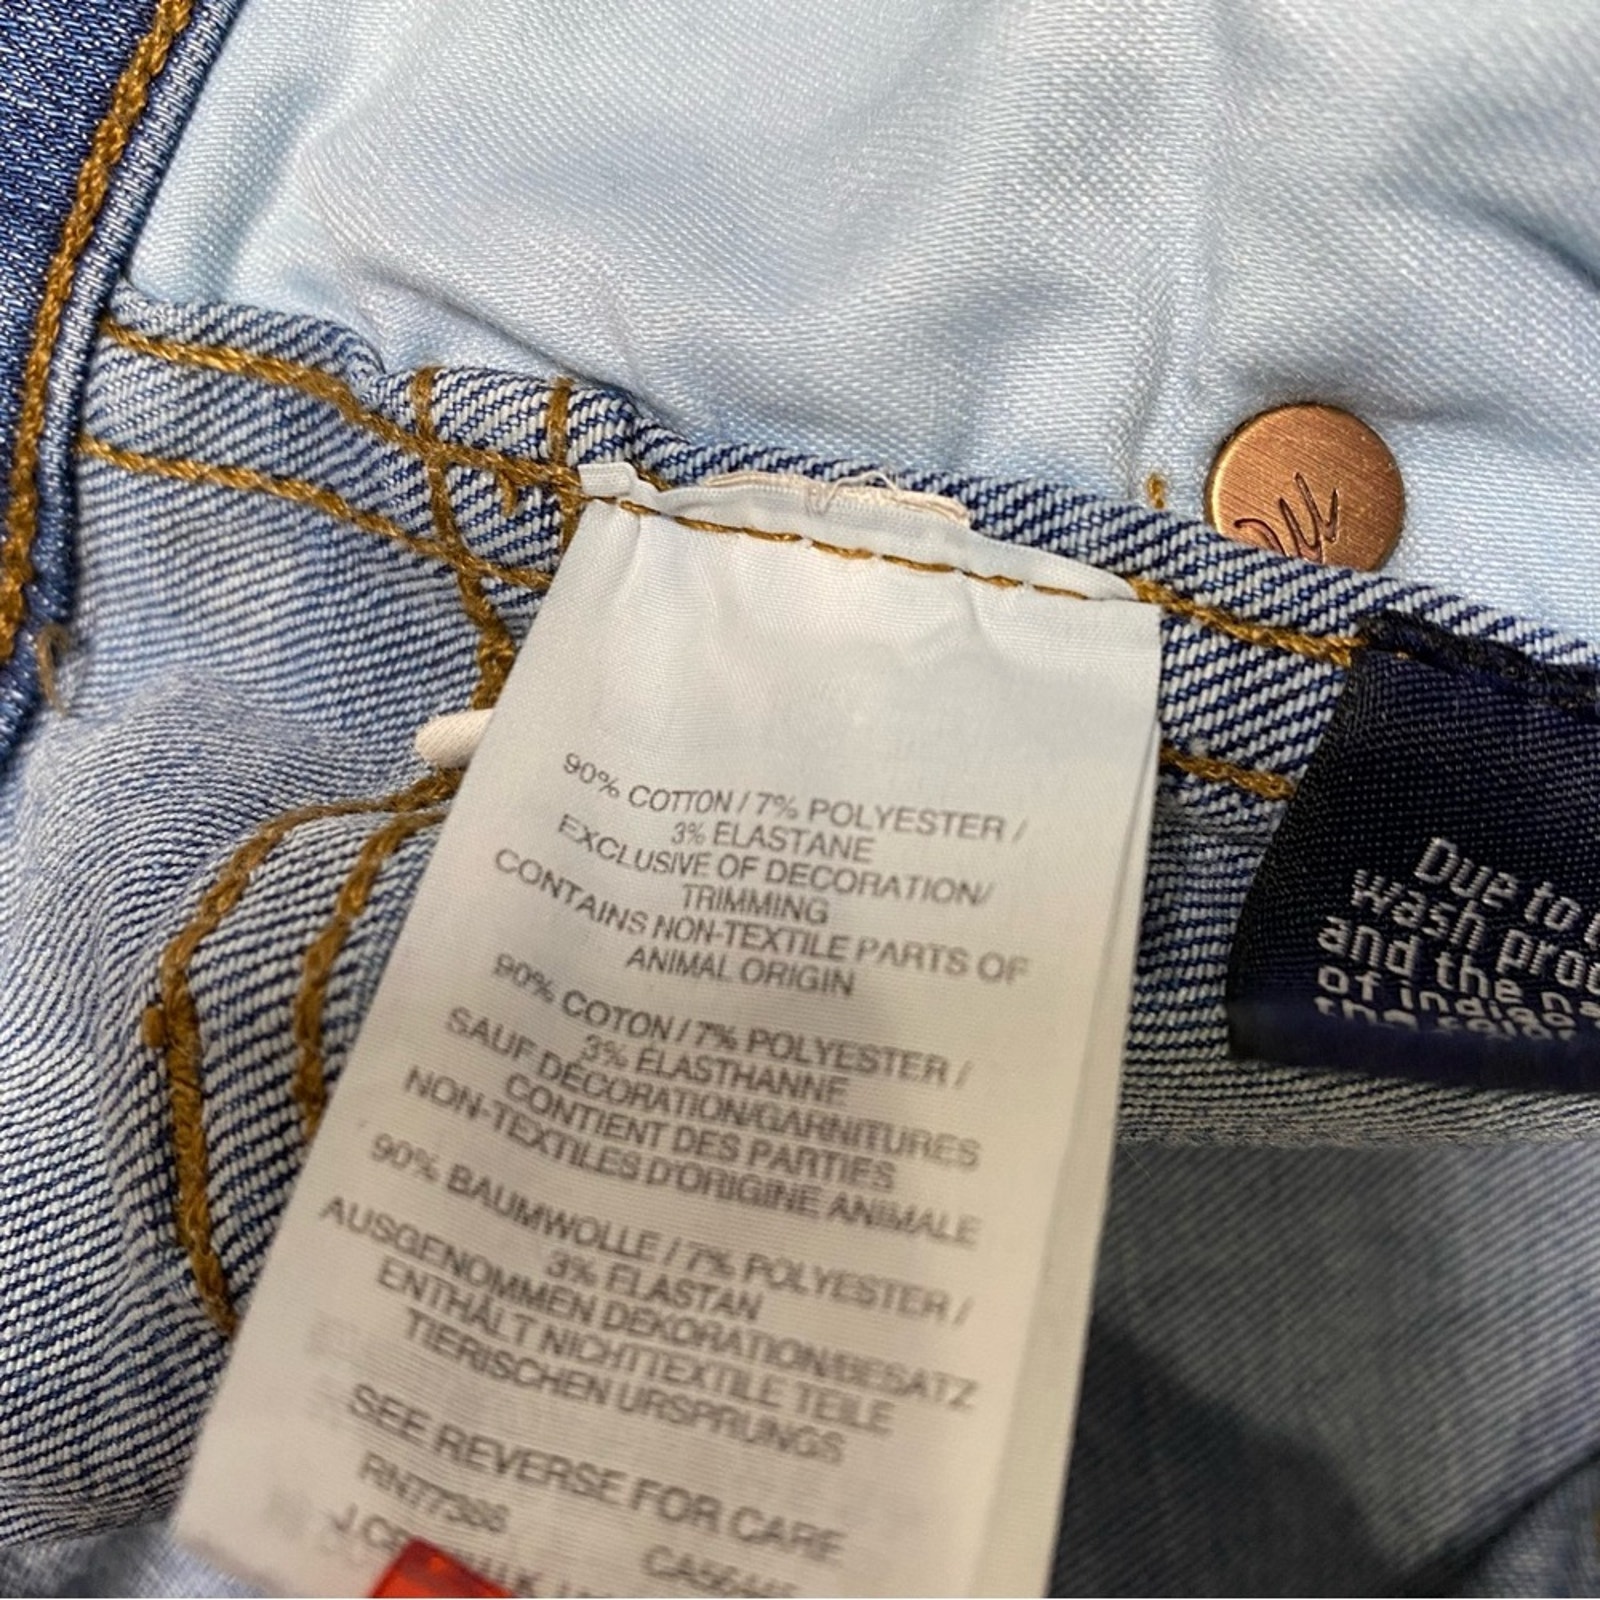 90% COTTON / 7% POLYESTER /
3% ELASTANE
EXCLUSIVE OF DECORATION/
TRIMMING
CONTAINS NON-TEXTILE PARTS OF
ANIMAL ORIGIN
90% COTON / 7% POLYESTER /
3% ÉLASTHANNE
SAUF DÉCORATION/GARNITURES
CONTIENT DES PARTIES
NON-TEXTILES D'ORIGINE ANIMALE
90% BAUMWOLLE / 7% POLYESTER /
3% ELASTAN
AUSGENOMMEN DEKORATION/BESATZ
ENTHÄLT NICHTTEXTILE TEILE
TIERISCHEN URSPRUNGS
SEE REVERSE FOR CARE
RN77388
Due to
wash
and the
of indigo
the